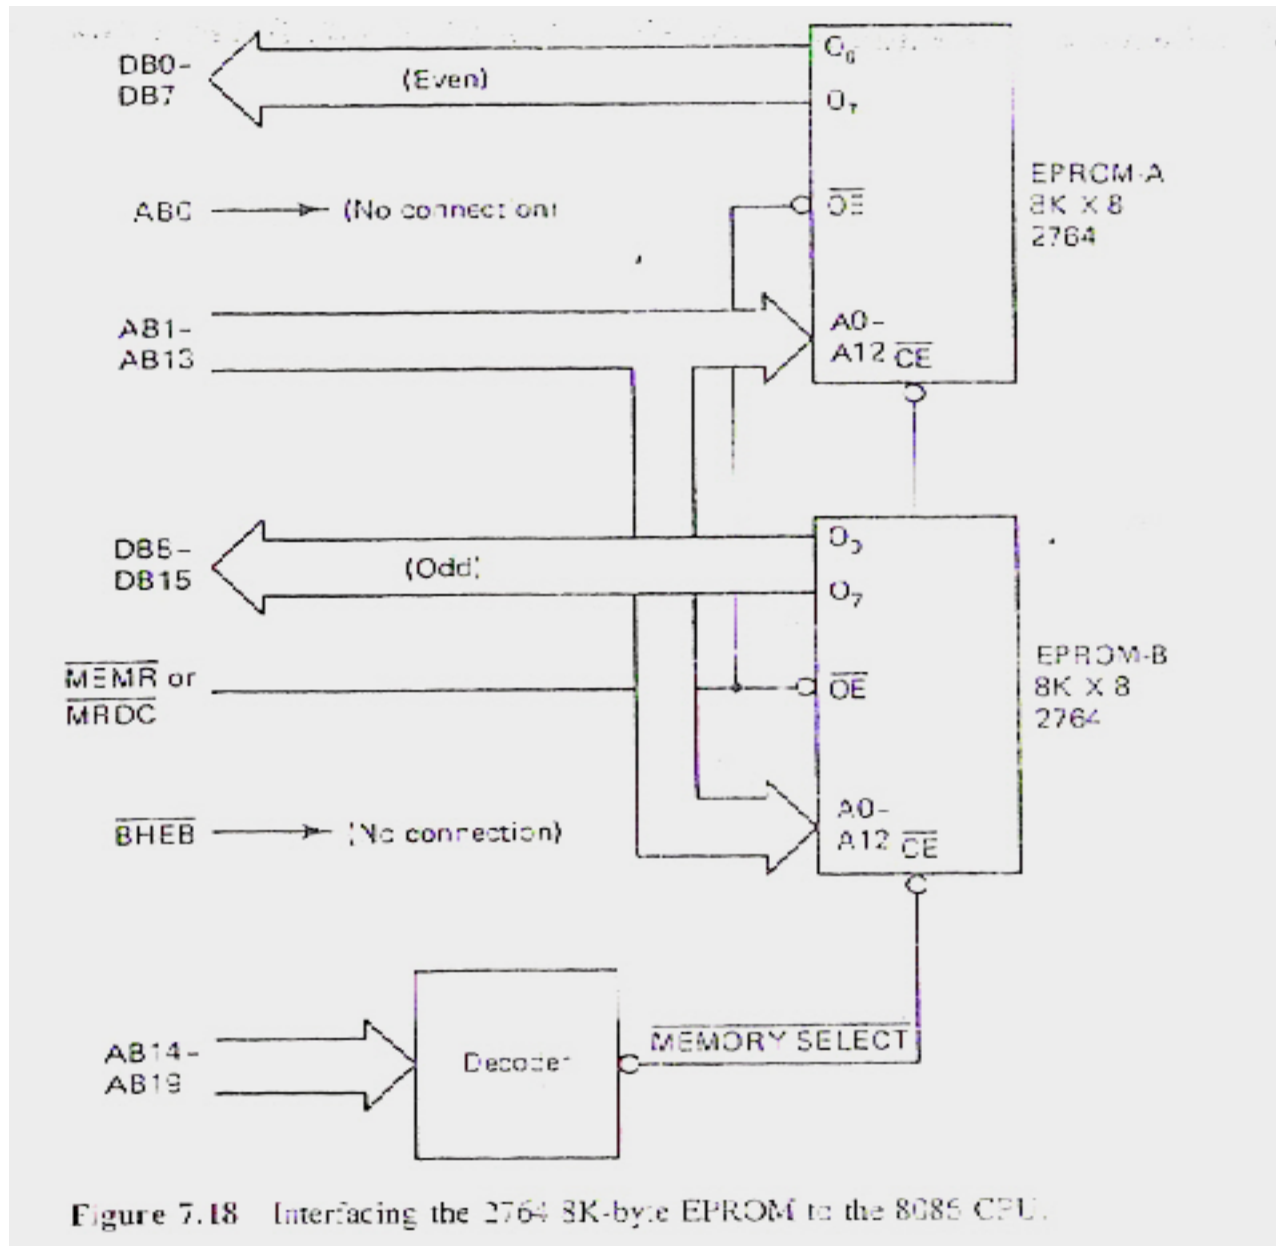 DB0-
DB7
(Even)
O7
AB0
(No connection)
OE
EPROM-A
8K X 8
2764
AB1-
AB13
A0-
A12 CE
DB8-
DB15
(Odd)
O7
MEMR or
MRDC
OE
EPROM-B
8K X 8
2764
BHEB
(No connection)
A0-
A12 CE
AB14-
AB19
Decoder
MEMORY SELECT
Figure 7.18 Interfacing the 2764 8K-byte EPROM to the 8086 CPU.